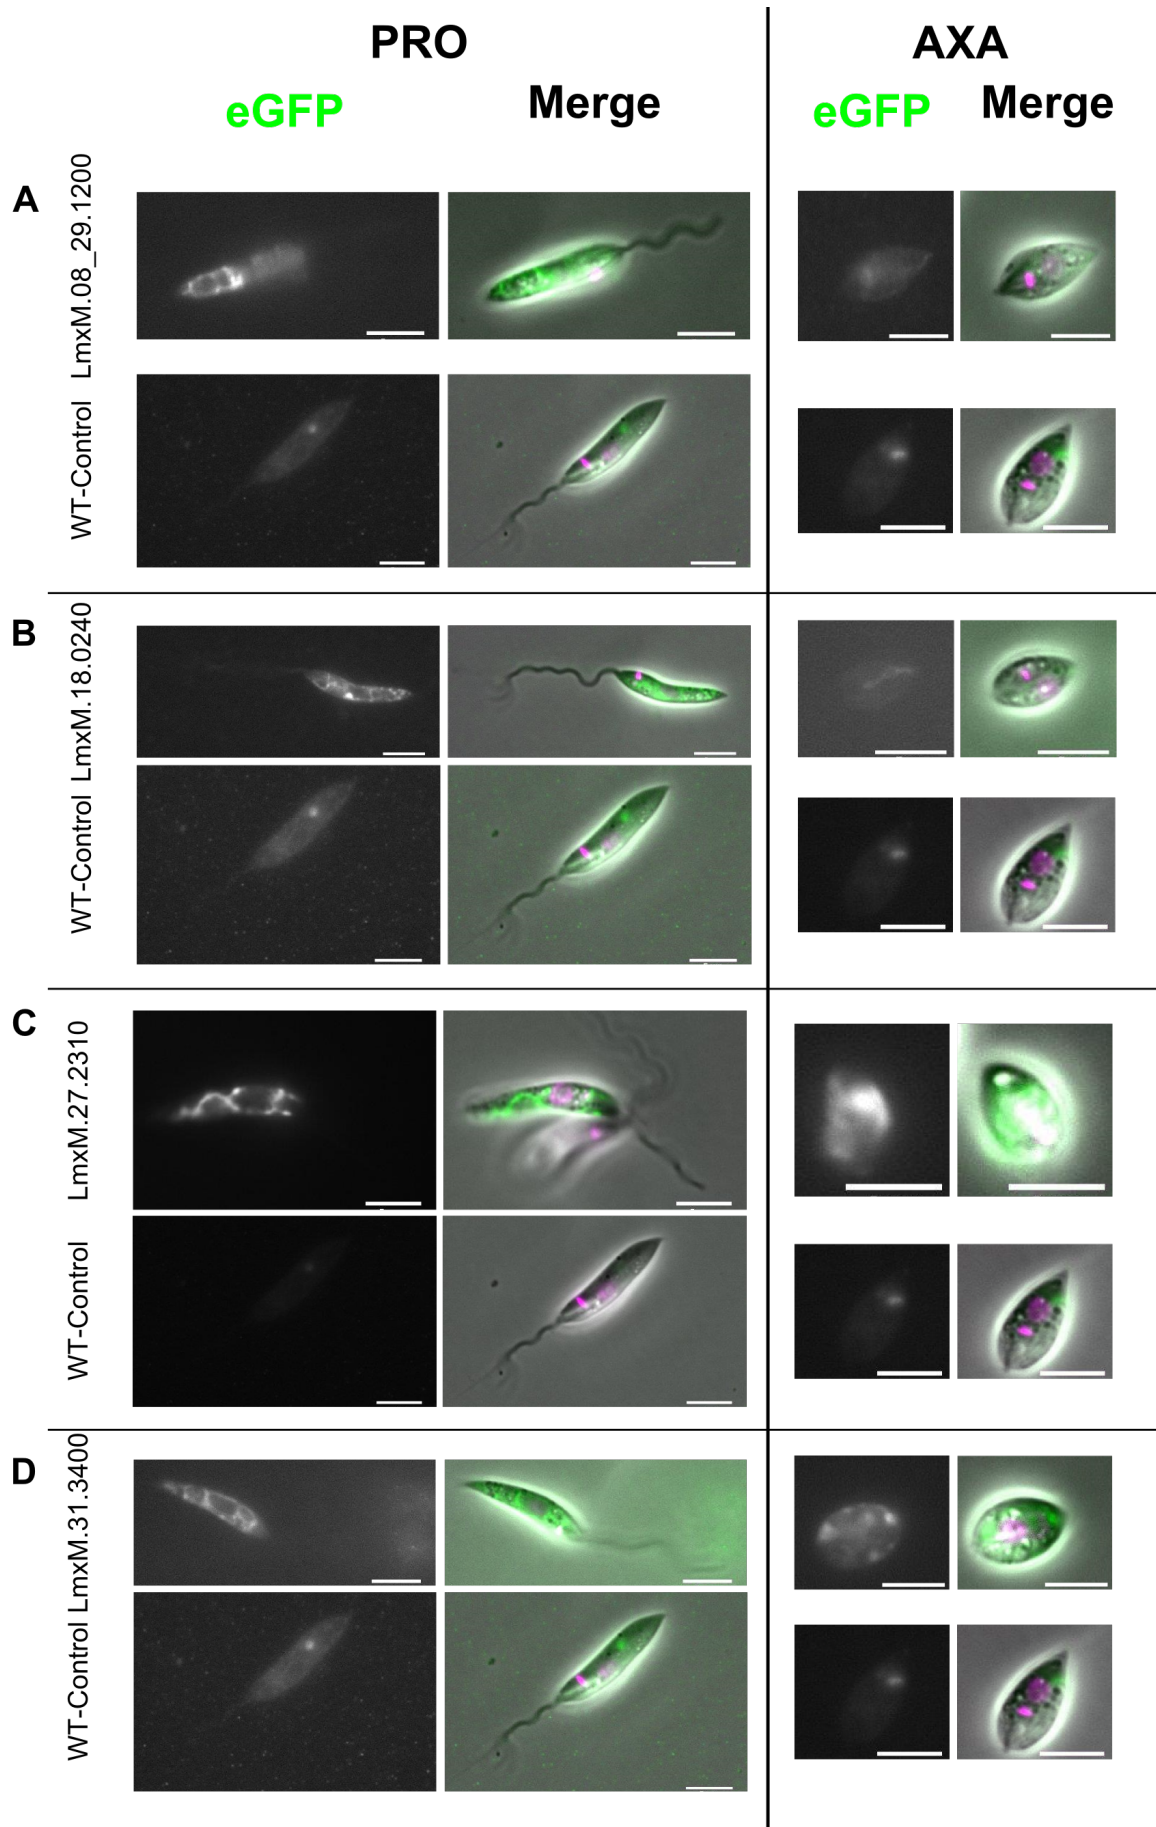 PRO AXA
eGFP Merge eGFP Merge
A
LmxM.08_29.1200
WT-Control
B
LmxM.18.0240
WT-Control
C
LmxM.27.2310
WT-Control
D
LmxM.31.3400
WT-Control